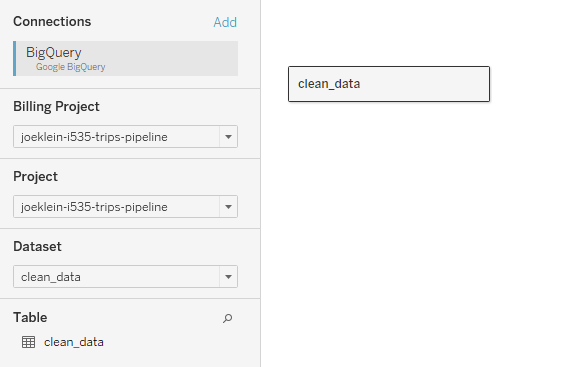 Connections Add
BigQuery
Google BigQuery
clean_data
Billing Project
joeklein-i535-trips-pipeline
Project
joeklein-i535-trips-pipeline
Dataset
clean_data
Table
clean_data